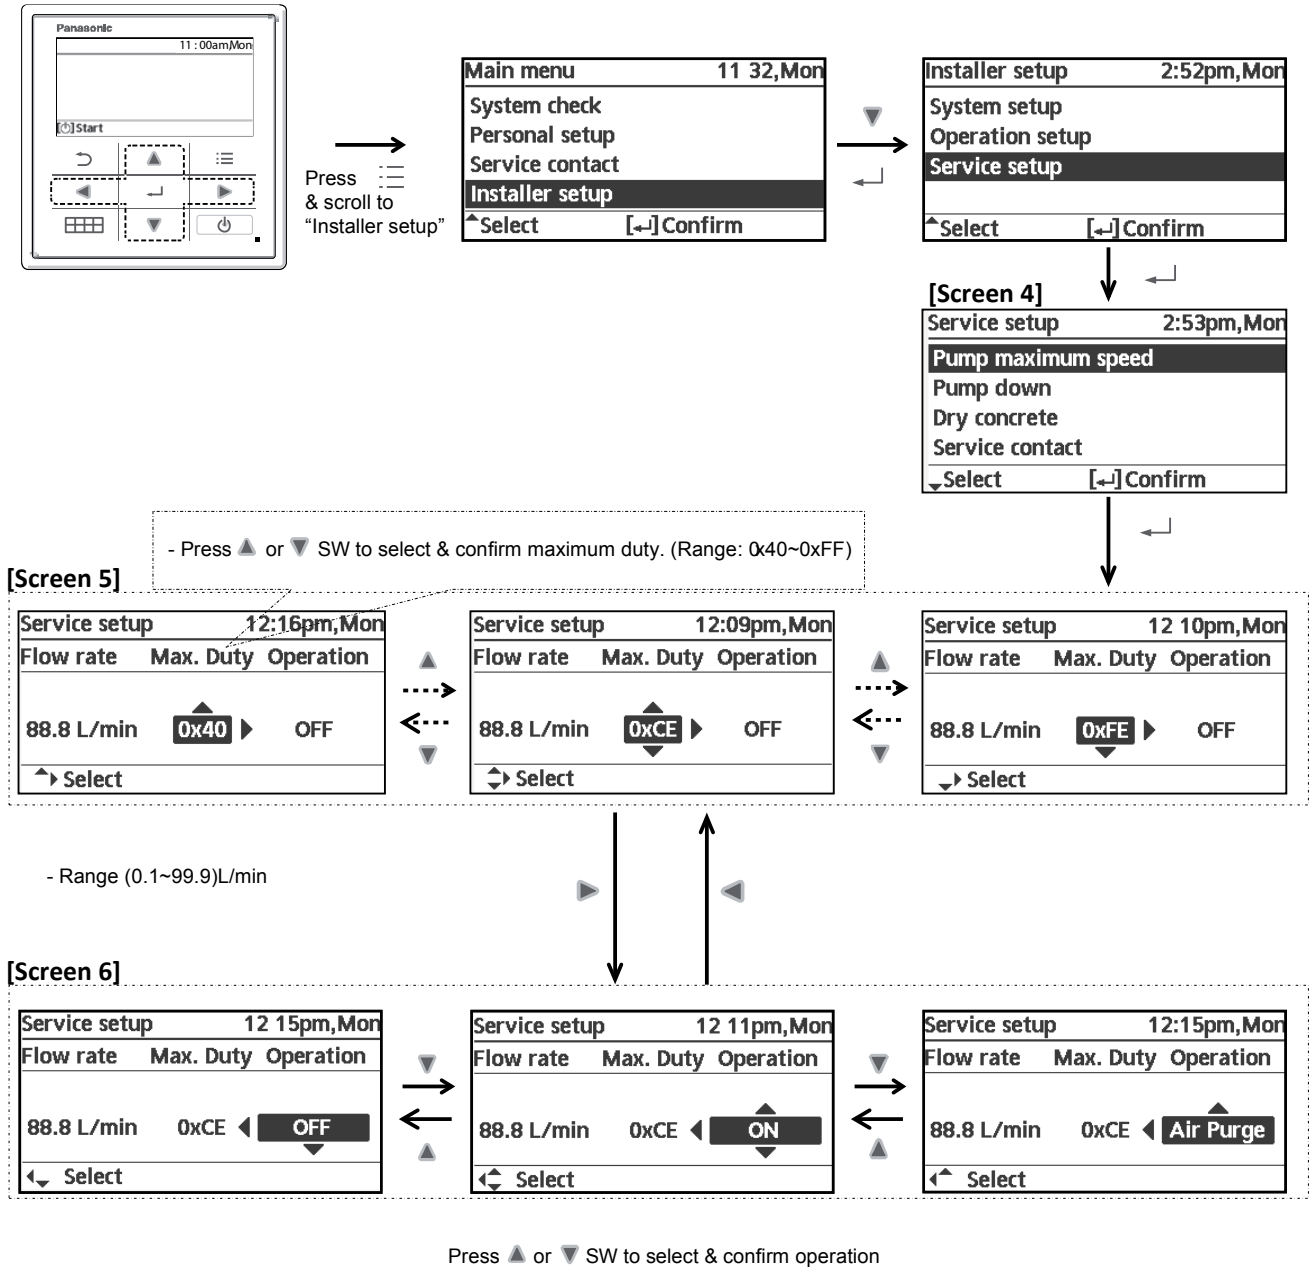 Panasonic
11:00am,Mon
[⏻]Start
Press
& scroll to
“Installer setup”
Main menu 11 32,Mon
System check
Personal setup
Service contact
Installer setup
Select [↵]Confirm
Installer setup 2:52pm,Mon
System setup
Operation setup
Service setup
Select [↵]Confirm
[Screen 4]
Service setup 2:53pm,Mon
Pump maximum speed
Pump down
Dry concrete
Service contact
Select [↵]Confirm
- Press ▲ or ▼ SW to select & confirm maximum duty. (Range: 0x40~0xFF)
[Screen 5]
Service setup 12:16pm,Mon
Flow rate Max. Duty Operation
88.8 L/min 0x40 OFF
Select
Service setup 12:09pm,Mon
Flow rate Max. Duty Operation
88.8 L/min 0xCE OFF
Select
Service setup 12 10pm,Mon
Flow rate Max. Duty Operation
88.8 L/min 0xFE OFF
Select
- Range (0.1~99.9)L/min
[Screen 6]
Service setup 12 15pm,Mon
Flow rate Max. Duty Operation
88.8 L/min 0xCE OFF
Select
Service setup 12 11pm,Mon
Flow rate Max. Duty Operation
88.8 L/min 0xCE ON
Select
Service setup 12:15pm,Mon
Flow rate Max. Duty Operation
88.8 L/min 0xCE Air Purge
Select
Press ▲ or ▼ SW to select & confirm operation